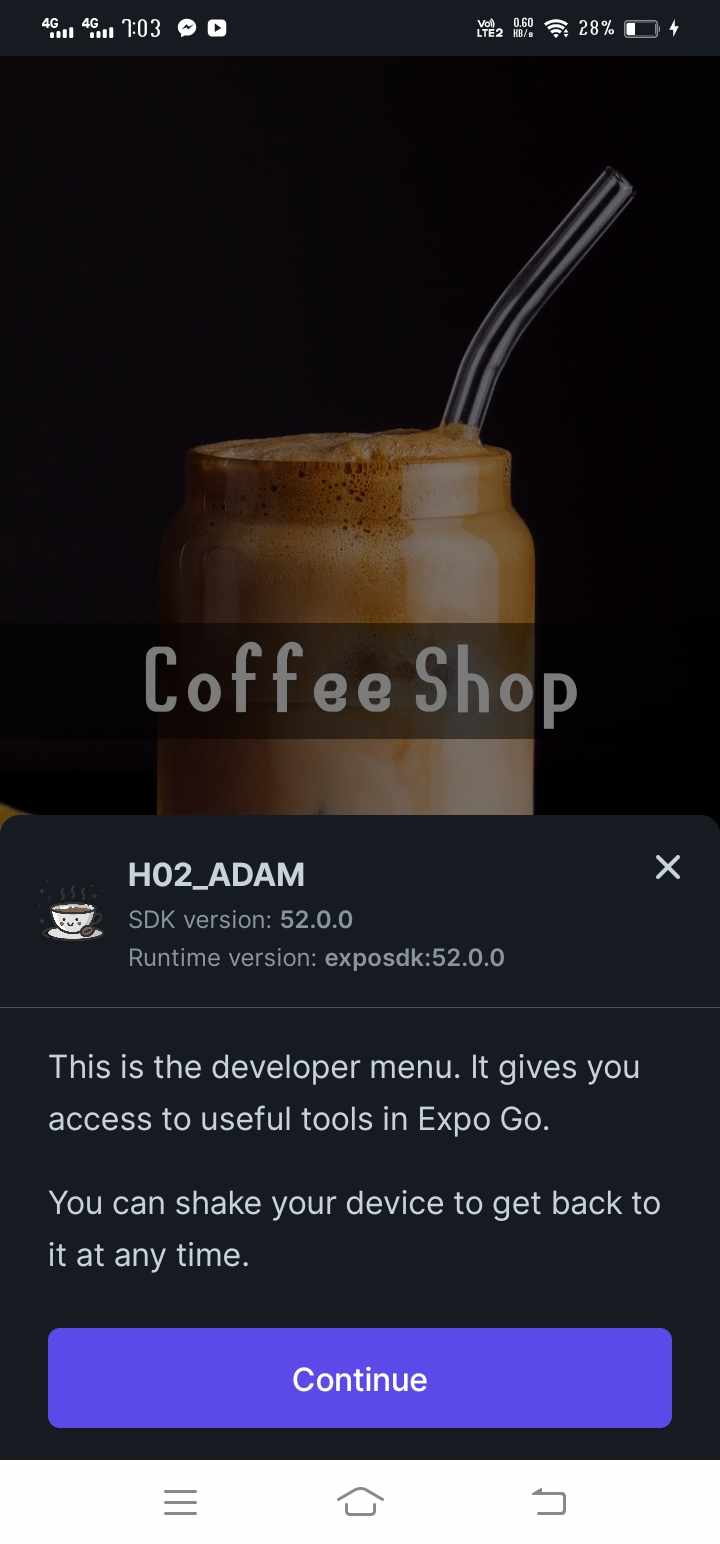 4G 4G 7:03 Vo) LTE2 0.60 KB/s 28%
Coffee Shop
H02_ADAM
SDK version: 52.0.0
Runtime version: exposdk:52.0.0
This is the developer menu. It gives you
access to useful tools in Expo Go.
You can shake your device to get back to
it at any time.
Continue